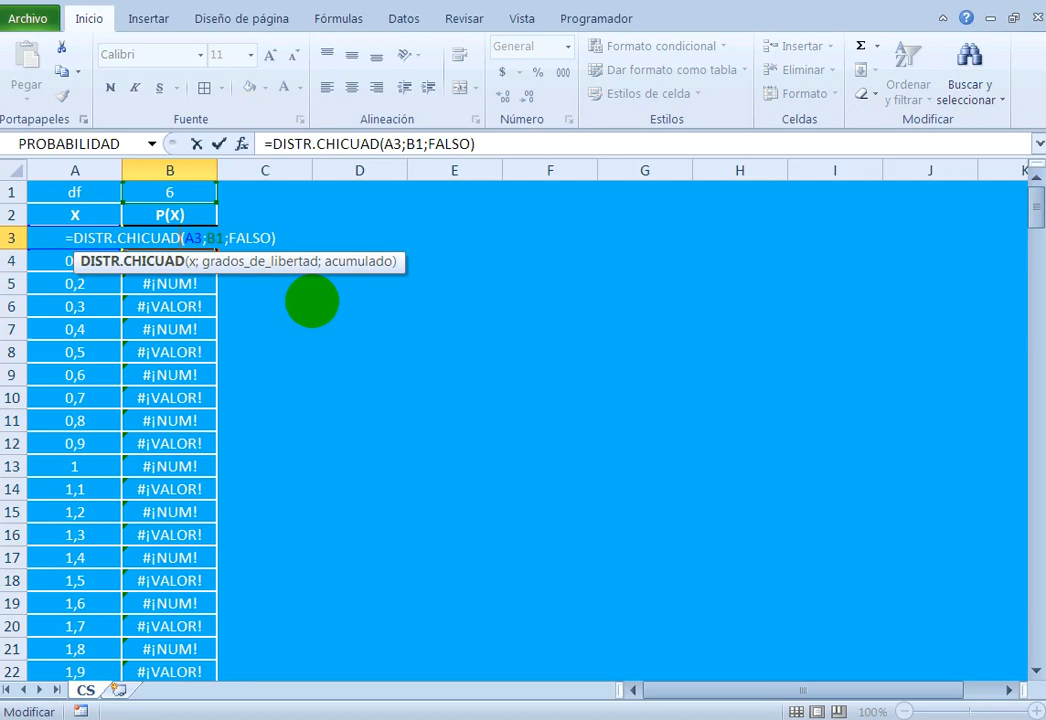 Archivo Inicio Insertar Diseño de página Fórmulas Datos Revisar Vista Programador
Pegar
Portapapeles
Calibri 11
N K S
Fuente
Alineación
General
$ % 000
Número
Formato condicional
Dar formato como tabla
Estilos de celda
Estilos
Insertar
Eliminar
Formato
Celdas
Σ
Ordenar y filtrar
Buscar y seleccionar
Modificar
PROBABILIDAD fx =DISTR.CHICUAD(A3;B1;FALSO)
A B C D E F G H I J K
1 df 6
2 X P(X)
3 =DISTR.CHICUAD(A3;B1;FALSO)
4 0, DISTR.CHICUAD(x; grados_de_libertad; acumulado)
5 0,2 #¡NUM!
6 0,3 #¡VALOR!
7 0,4 #¡NUM!
8 0,5 #¡VALOR!
9 0,6 #¡NUM!
10 0,7 #¡VALOR!
11 0,8 #¡NUM!
12 0,9 #¡VALOR!
13 1 #¡NUM!
14 1,1 #¡VALOR!
15 1,2 #¡NUM!
16 1,3 #¡VALOR!
17 1,4 #¡NUM!
18 1,5 #¡VALOR!
19 1,6 #¡NUM!
20 1,7 #¡VALOR!
21 1,8 #¡NUM!
22 1,9 #¡VALOR!
CS
Modificar 100%